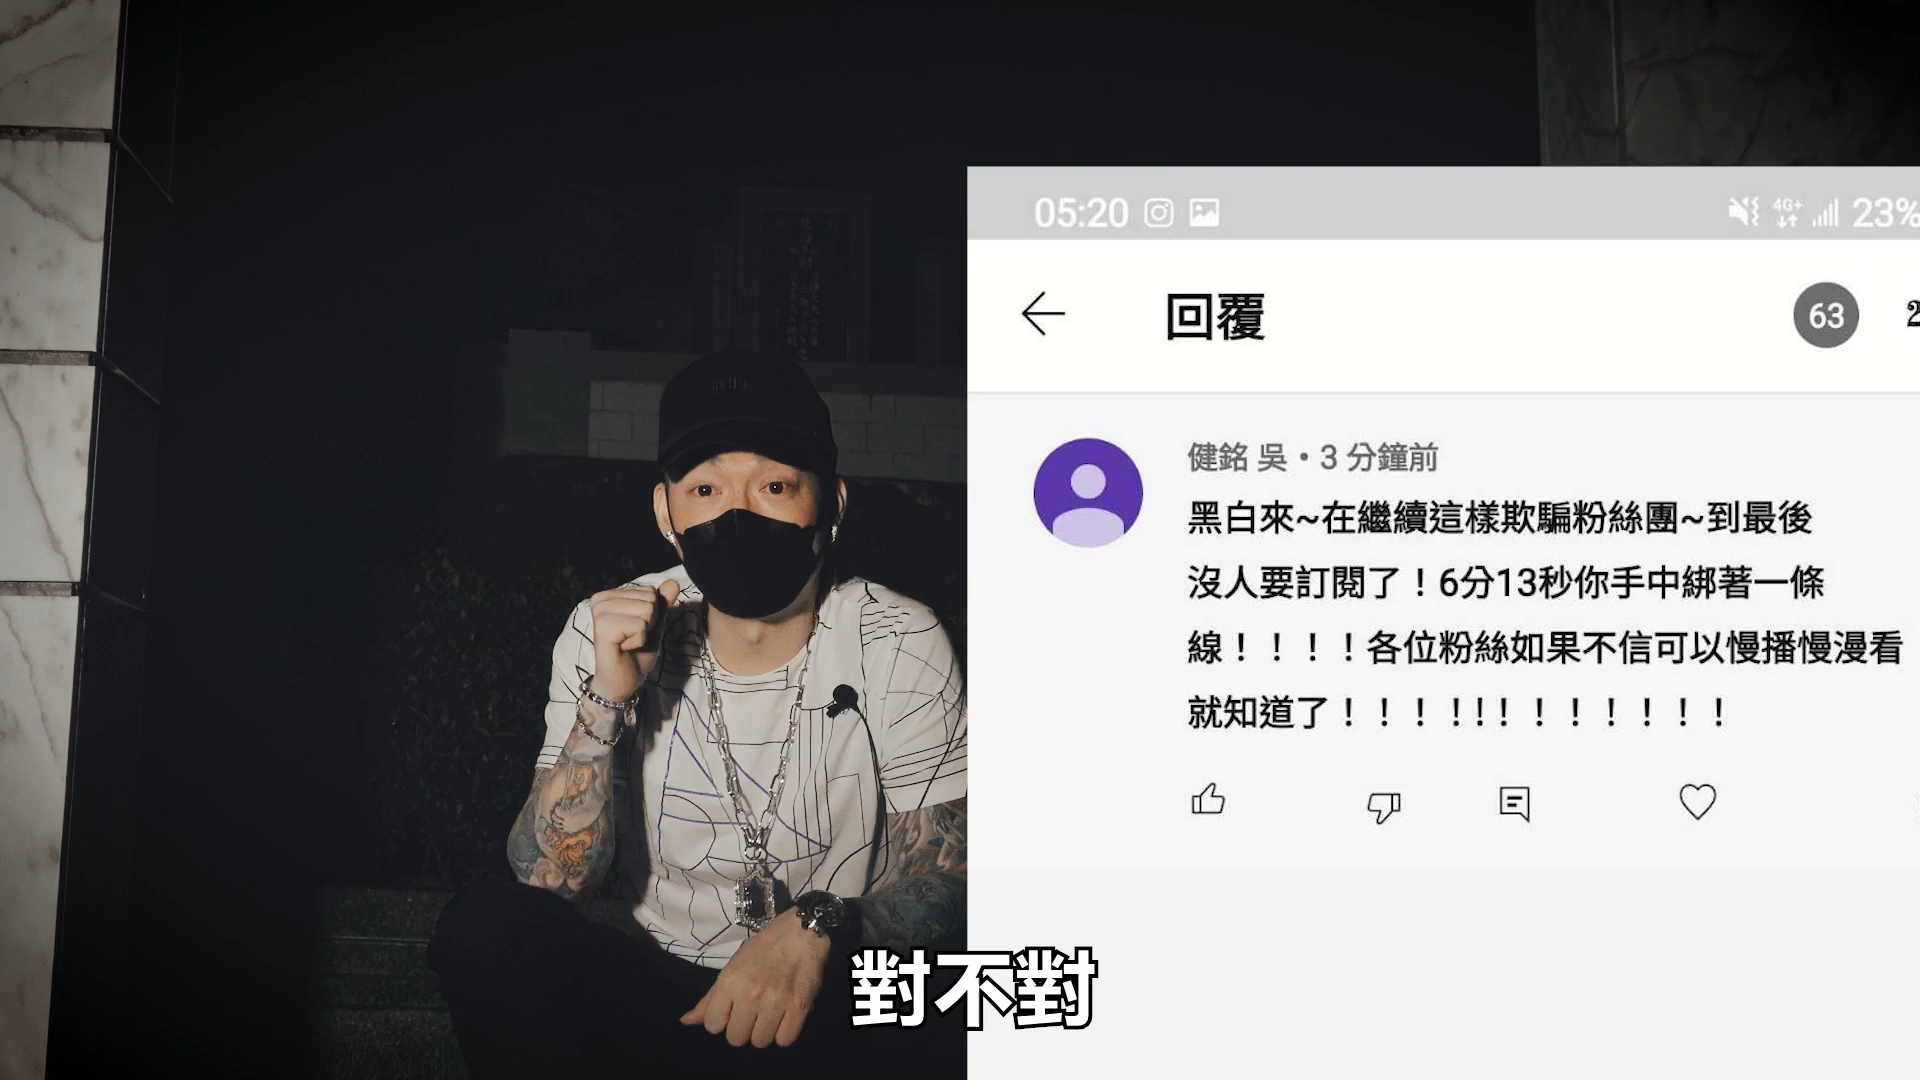 05:20
4G+
23%
回覆
63
健銘 吳•3 分鐘前
黑白來~在繼續這樣欺騙粉絲團~到最後
沒人要訂閱了！6分13秒你手中綁著一條
線！！！！各位粉絲如果不信可以慢播慢漫看
就知道了！！！！!!！！！！！！！
對不對